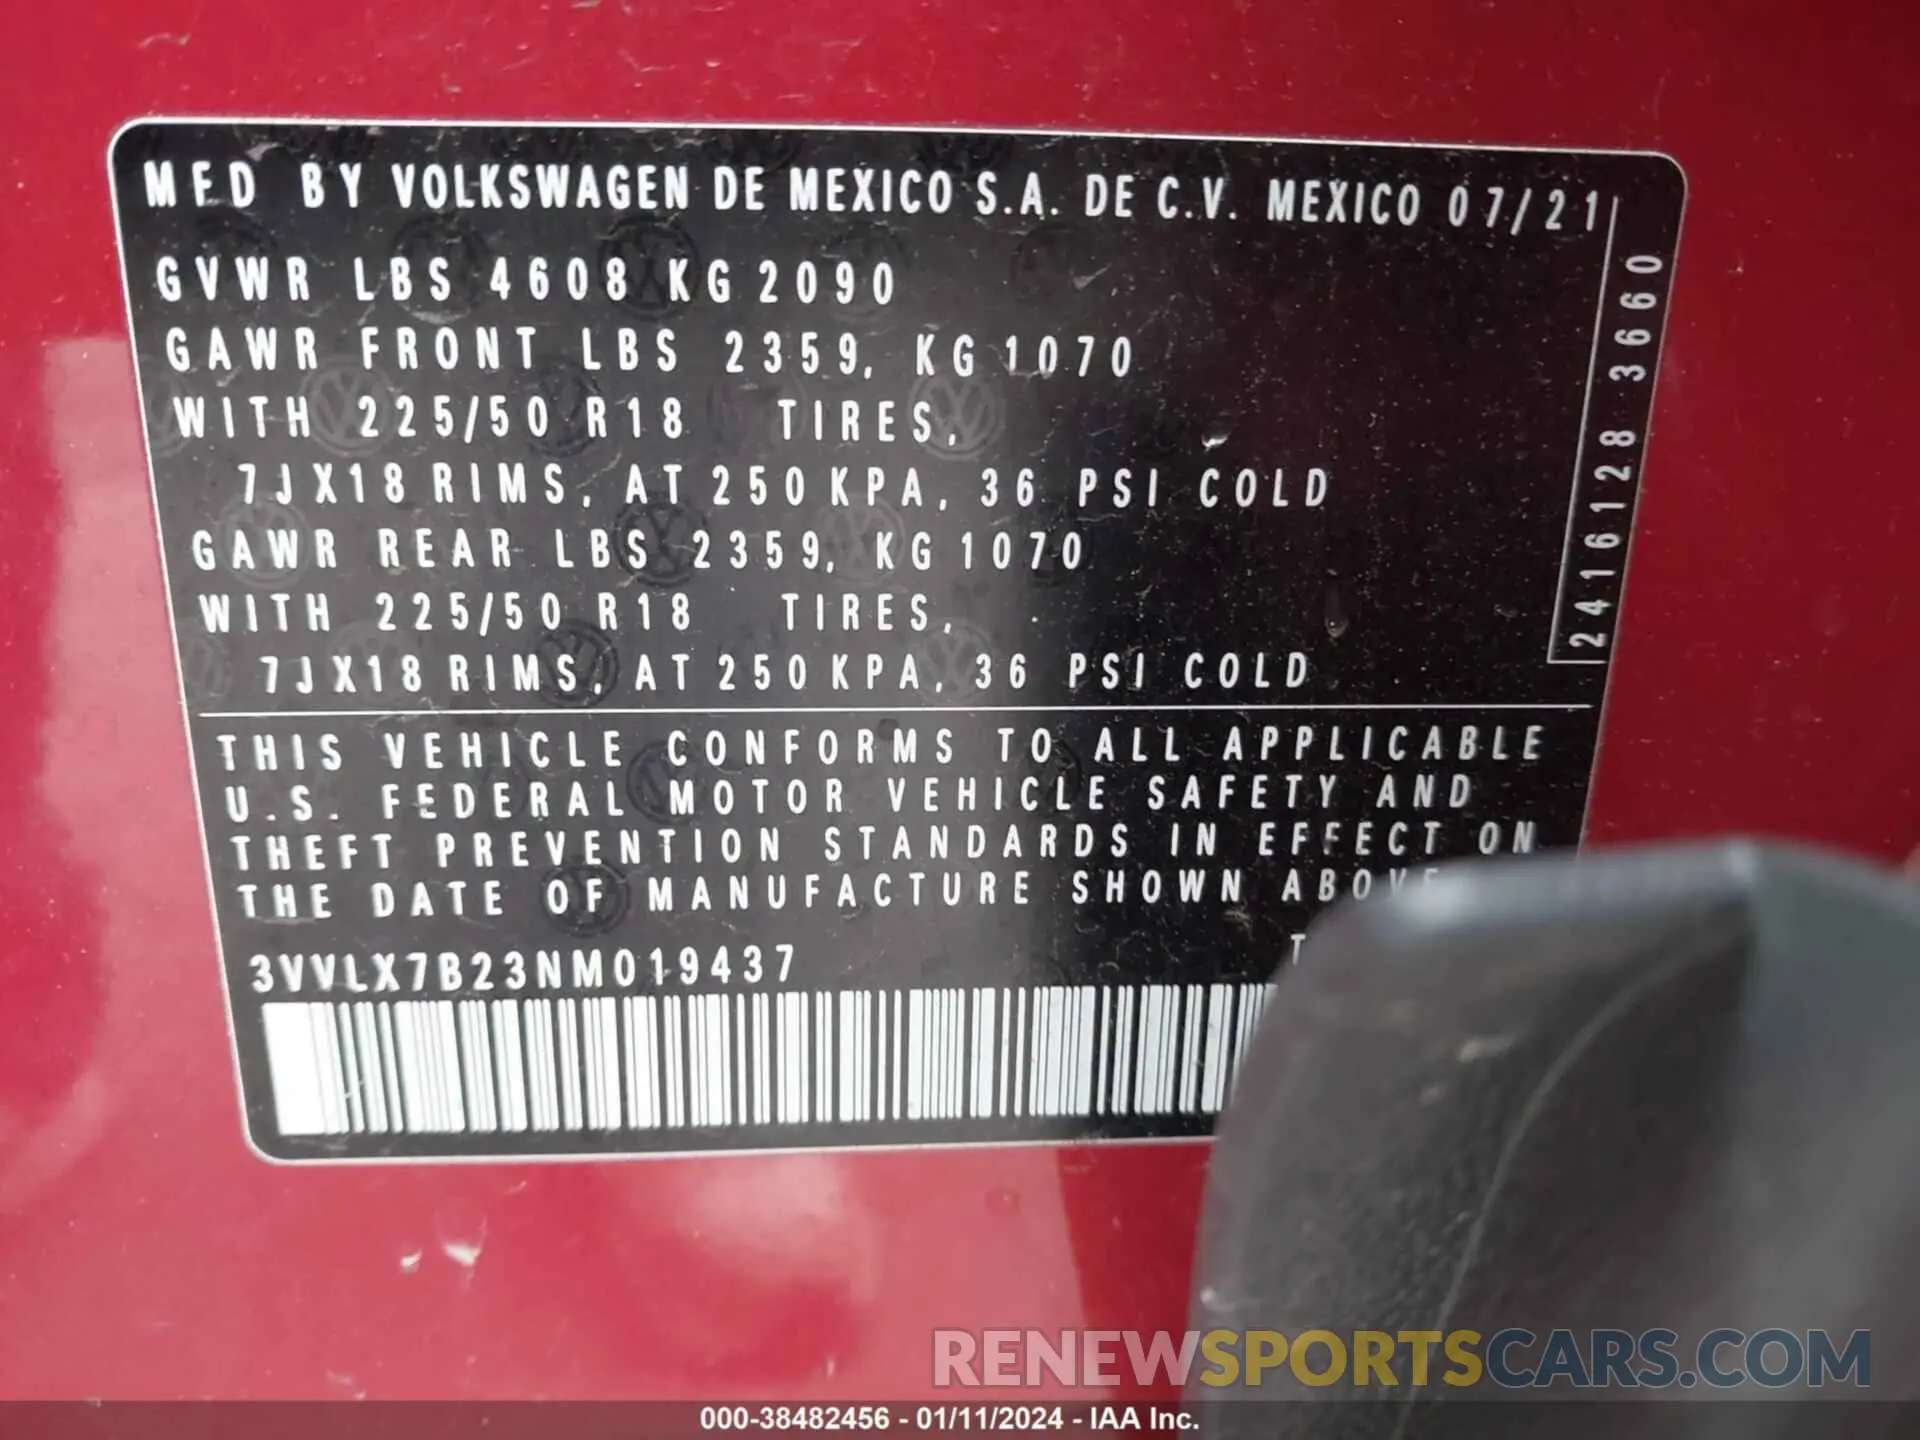 MFD BY VOLKSWAGEN DE MEXICO S.A. DE C.V. MEXICO 07/21
GVWR LBS 4608 KG 2090
GAWR FRONT LBS 2359, KG 1070
WITH 225/50 R18 TIRES,
7JX18 RIMS, AT 250 KPA, 36 PSI COLD
GAWR REAR LBS 2359, KG 1070
WITH 225/50 R18 TIRES,
7JX18 RIMS, AT 250 KPA, 36 PSI COLD
2416128 3660
THIS VEHICLE CONFORMS TO ALL APPLICABLE
U.S. FEDERAL MOTOR VEHICLE SAFETY AND
THEFT PREVENTION STANDARDS IN EFFECT ON
THE DATE OF MANUFACTURE SHOWN ABOVE
3VVLX7B23NM019437
RENEWSPORTSCARS.COM
000-38482456 - 01/11/2024 - IAA Inc.